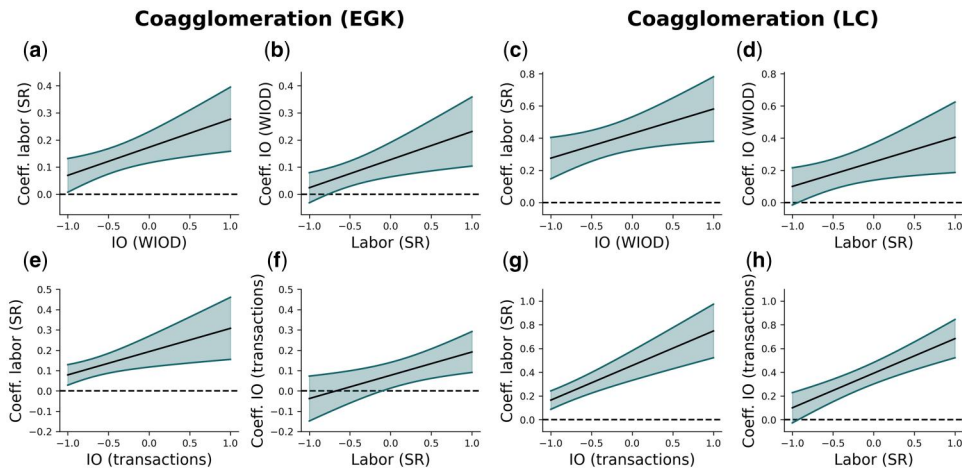 Coagglomeration (EGK)
Coagglomeration (LC)
(a)
Coeff. labor (SR)
0.4
0.3
0.2
0.1
0.0
−1.0 −0.5 0.0 0.5 1.0
IO (WIOD)
(b)
Coeff. IO (WIOD)
0.4
0.3
0.2
0.1
0.0
−1.0 −0.5 0.0 0.5 1.0
Labor (SR)
(c)
Coeff. labor (SR)
0.8
0.6
0.4
0.2
0.0
−1.0 −0.5 0.0 0.5 1.0
IO (WIOD)
(d)
Coeff. IO (WIOD)
0.8
0.6
0.4
0.2
0.0
−1.0 −0.5 0.0 0.5 1.0
Labor (SR)
(e)
Coeff. labor (SR)
0.5
0.4
0.3
0.2
0.1
0.0
−0.1
−0.2
−1.0 −0.5 0.0 0.5 1.0
IO (transactions)
(f)
Coeff. IO (transactions)
0.5
0.4
0.3
0.2
0.1
0.0
−0.1
−0.2
−1.0 −0.5 0.0 0.5 1.0
Labor (SR)
(g)
Coeff. labor (SR)
1.0
0.8
0.6
0.4
0.2
0.0
−1.0 −0.5 0.0 0.5 1.0
IO (transactions)
(h)
Coeff. IO (transactions)
1.0
0.8
0.6
0.4
0.2
0.0
−1.0 −0.5 0.0 0.5 1.0
Labor (SR)